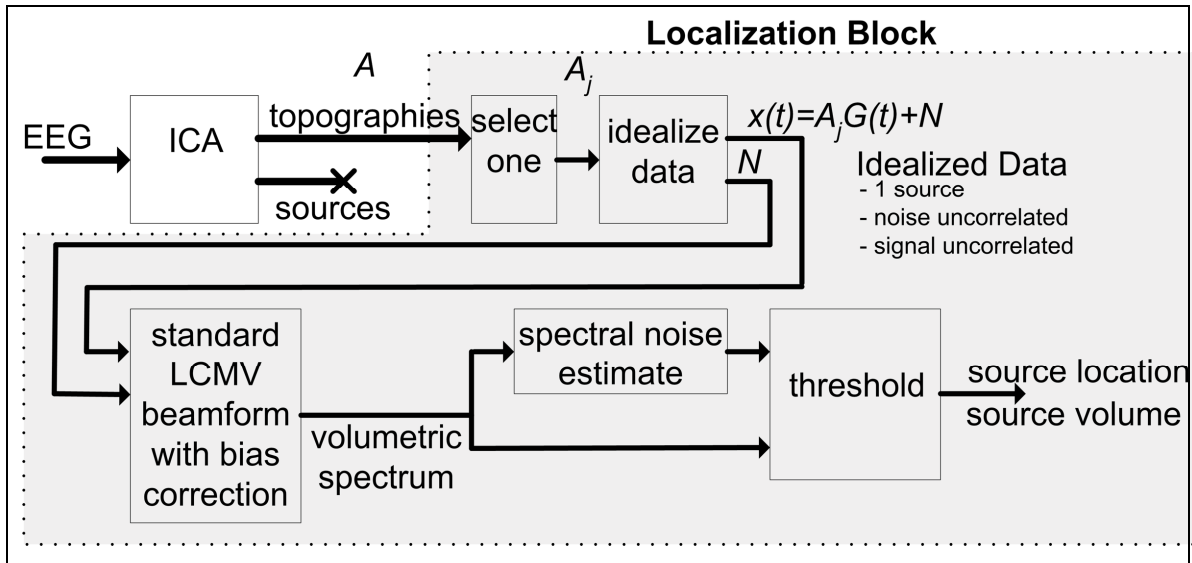 Localization Block
A
A_j
EEG
ICA
topographies
sources
select
one
idealize
data
x(t)=A_jG(t)+N
N
Idealized Data
- 1 source
- noise uncorrelated
- signal uncorrelated
standard
LCMV
beamform
with bias
correction
volumetric
spectrum
spectral noise
estimate
threshold
source location
source volume